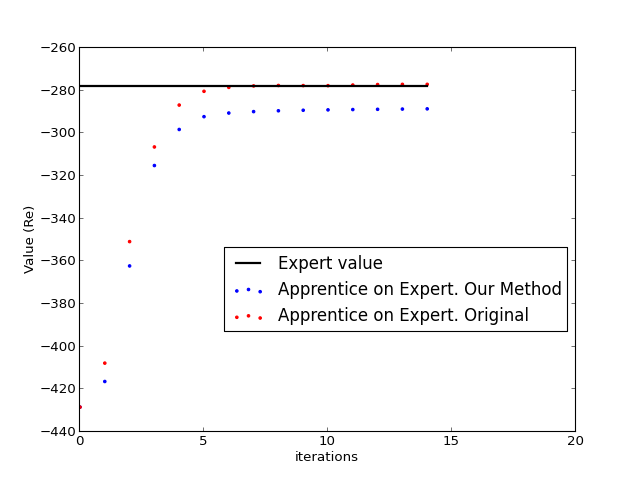 −260
−280
−300
−320
−340
−360
−380
−400
−420
−440
Value (Re)
Expert value
Apprentice on Expert. Our Method
Apprentice on Expert. Original
0 5 10 15 20
iterations